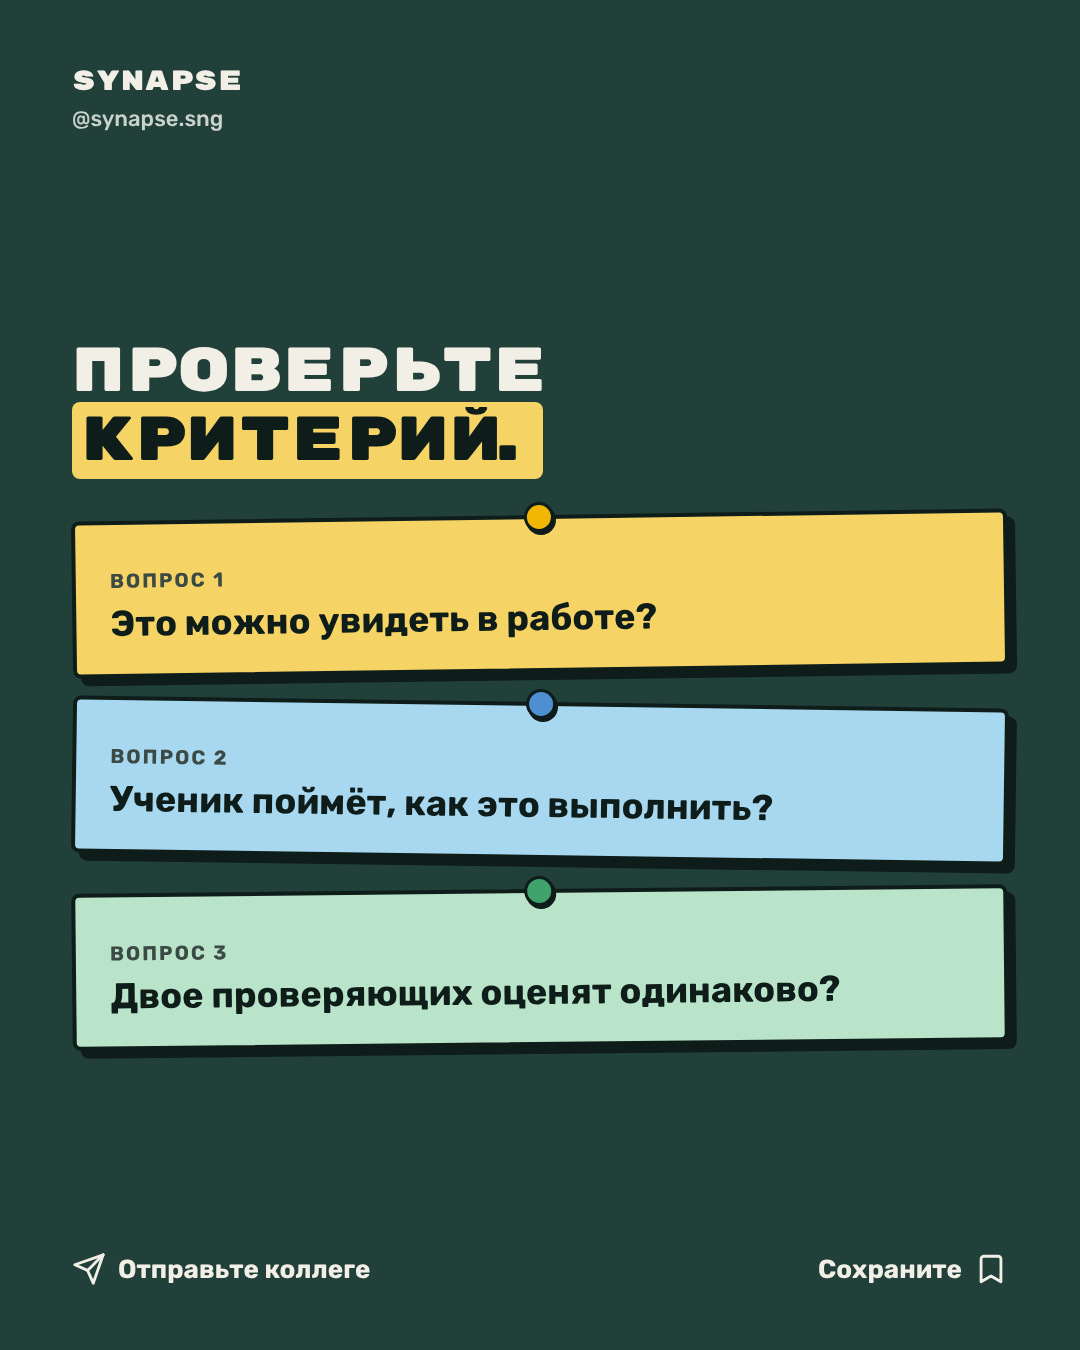 SYNAPSE
@synapse.sng
ПРОВЕРЬТЕ
КРИТЕРИЙ.
ВОПРОС 1
Это можно увидеть в работе?
ВОПРОС 2
Ученик поймёт, как это выполнить?
ВОПРОС 3
Двое проверяющих оценят одинаково?
Отправьте коллеге
Сохраните